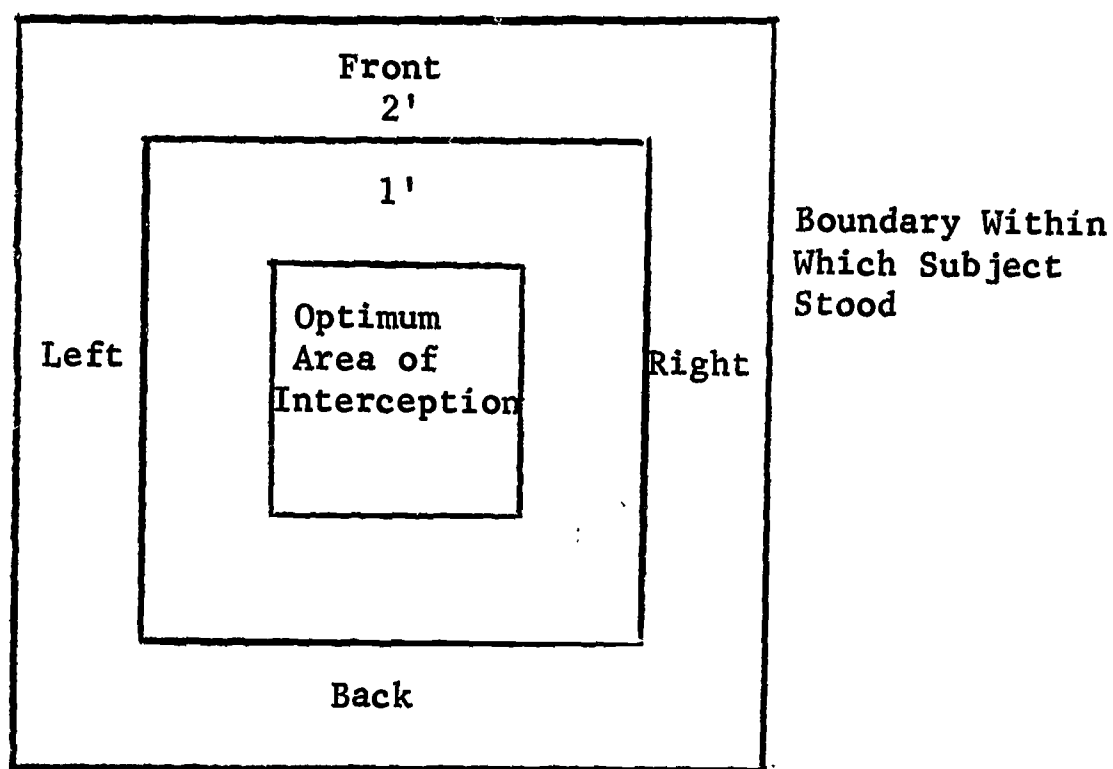 Front
2'
1'
Boundary Within
Which Subject
Stood
Optimum
Area of
Interception
Left
Right
Back